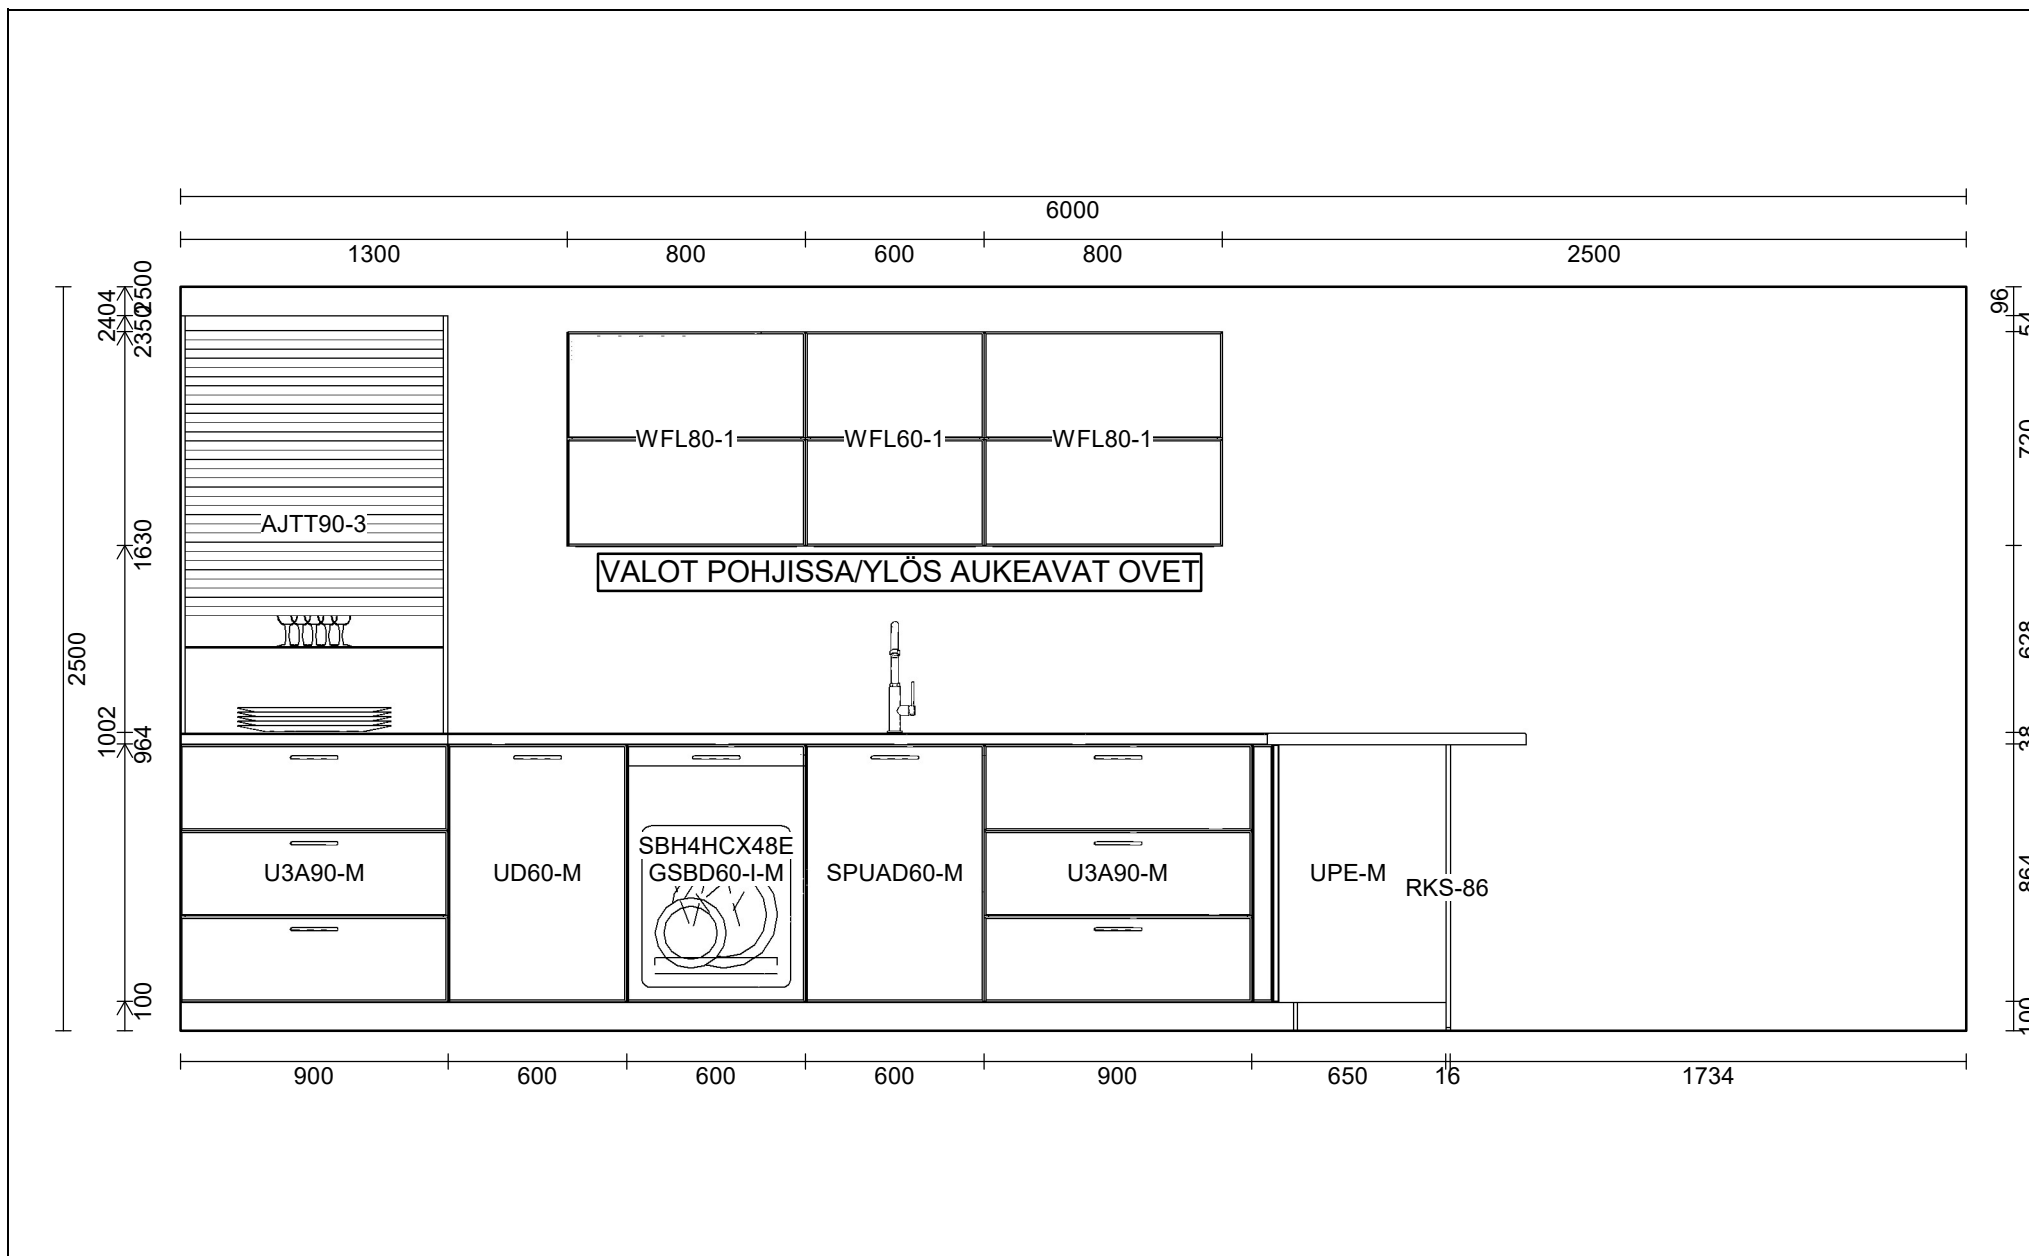 6000
1300 800 600 800 2500
2500
2404
2350
1630
1002
964
100
2500
96
54
720
628
38
864
100
WFL80-1 WFL60-1 WFL80-1
AJTT90-3
VALOT POHJISSA/YLÖS AUKEAVAT OVET
SBH4HCX48E
U3A90-M UD60-M GSBD60-I-M SPUAD60-M U3A90-M UPE-M
RKS-86
900 600 600 600 900 650 16 1734